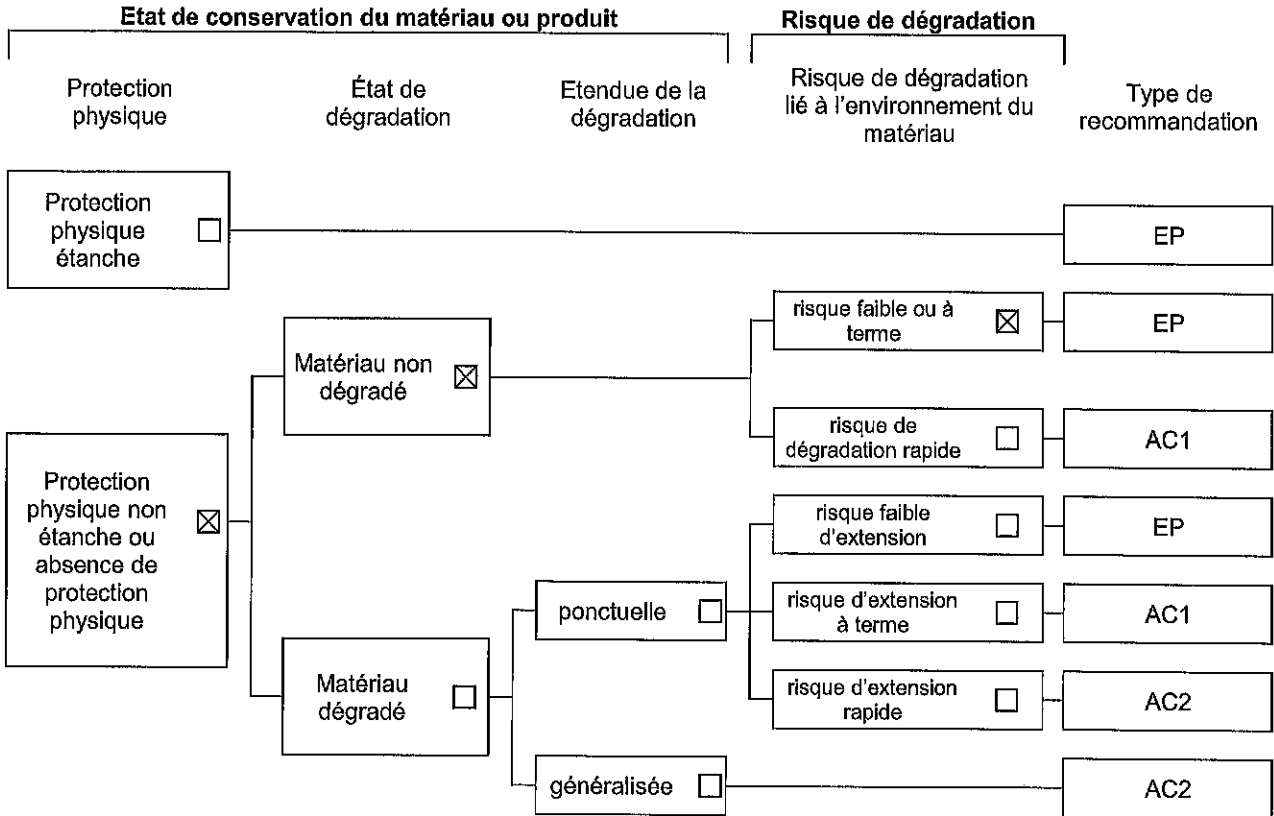 Etat de conservation du matériau ou produit
Risque de dégradation
Protection
physique
État de
dégradation
Etendue de la
dégradation
Risque de dégradation
lié à l'environnement du
matériau
Type de
recommandation
Protection
physique
étanche
EP
Matériau non
dégradé
risque faible ou à
terme
EP
risque de
dégradation rapide
AC1
Protection
physique non
étanche ou
absence de
protection
physique
risque faible
d'extension
EP
ponctuelle
risque d'extension
à terme
AC1
Matériau
dégradé
risque d'extension
rapide
AC2
généralisée
AC2